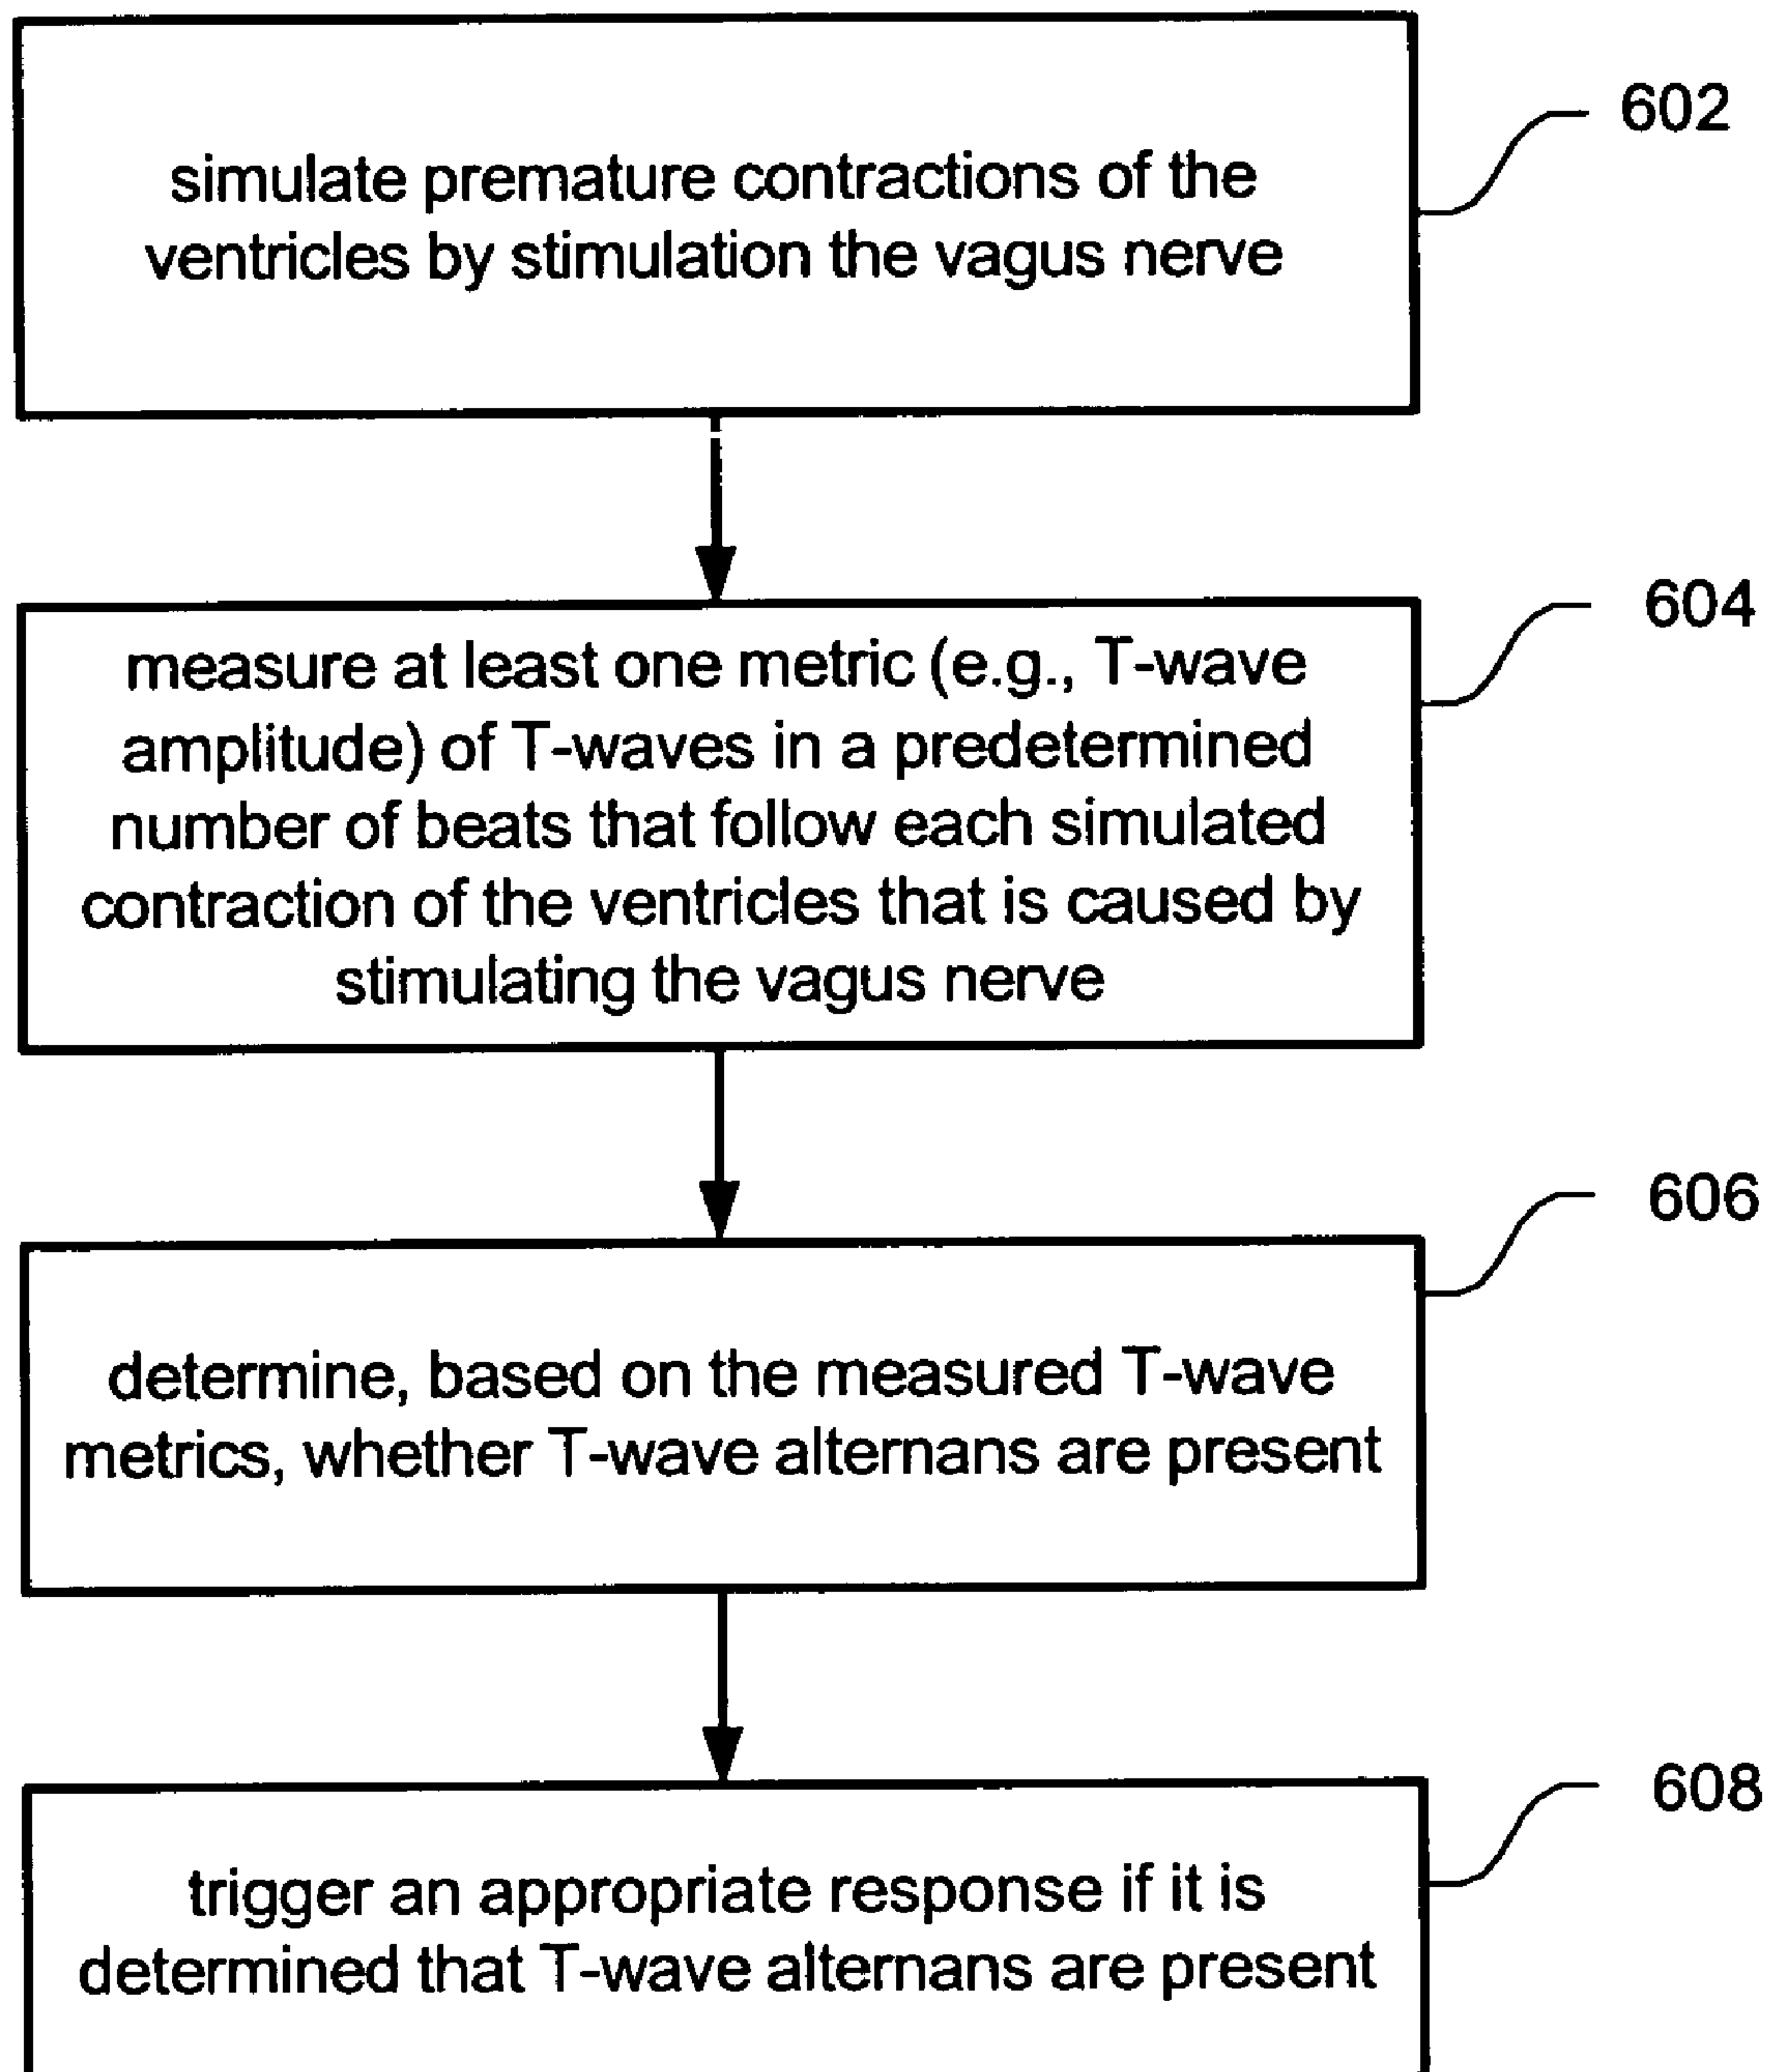 602
simulate premature contractions of the
ventricles by stimulation the vagus nerve
604
measure at least one metric (e.g., T-wave
amplitude) of T-waves in a predetermined
number of beats that follow each simulated
contraction of the ventricles that is caused by
stimulating the vagus nerve
606
determine, based on the measured T-wave
metrics, whether T-wave alternans are present
608
trigger an appropriate response if it is
determined that T-wave alternans are present